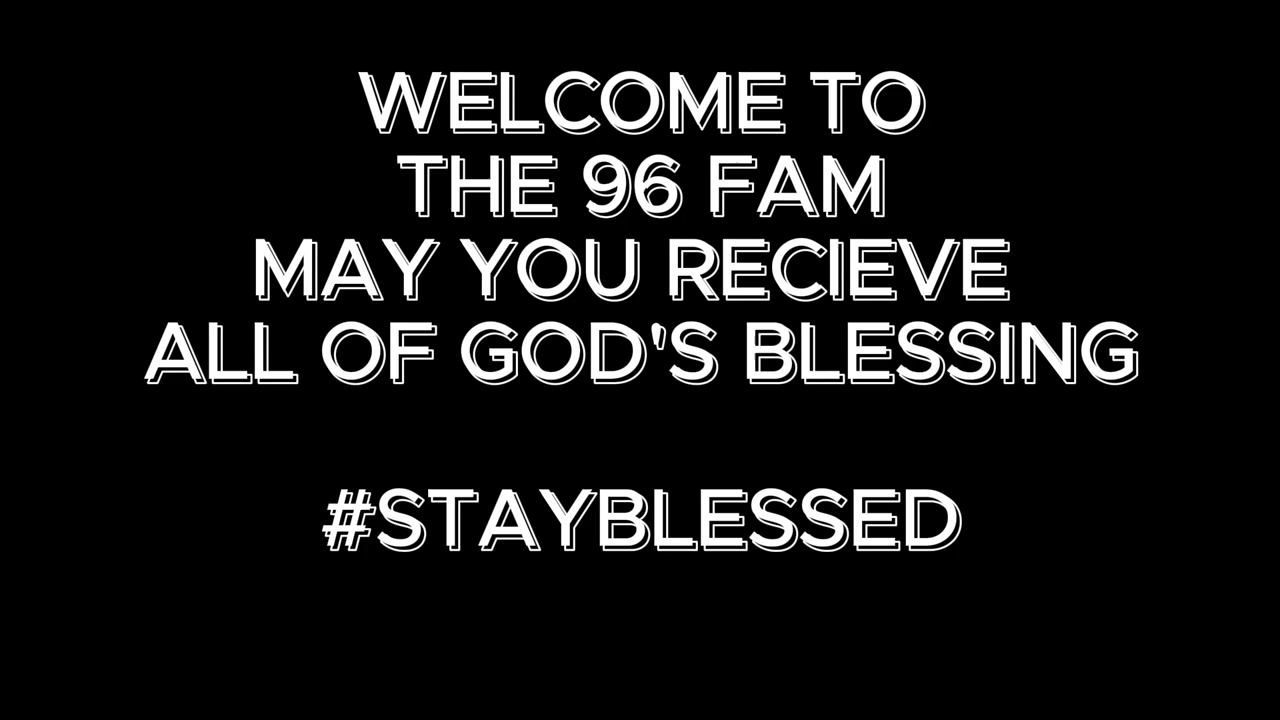 WELCOME TO
THE 96 FAM
MAY YOU RECIEVE
ALL OF GOD'S BLESSING
#STAYBLESSED